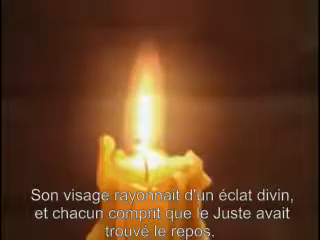 Son visage rayonnait d'un éclat divin,
et chacun comprit que le Juste avait
trouvé le repos.